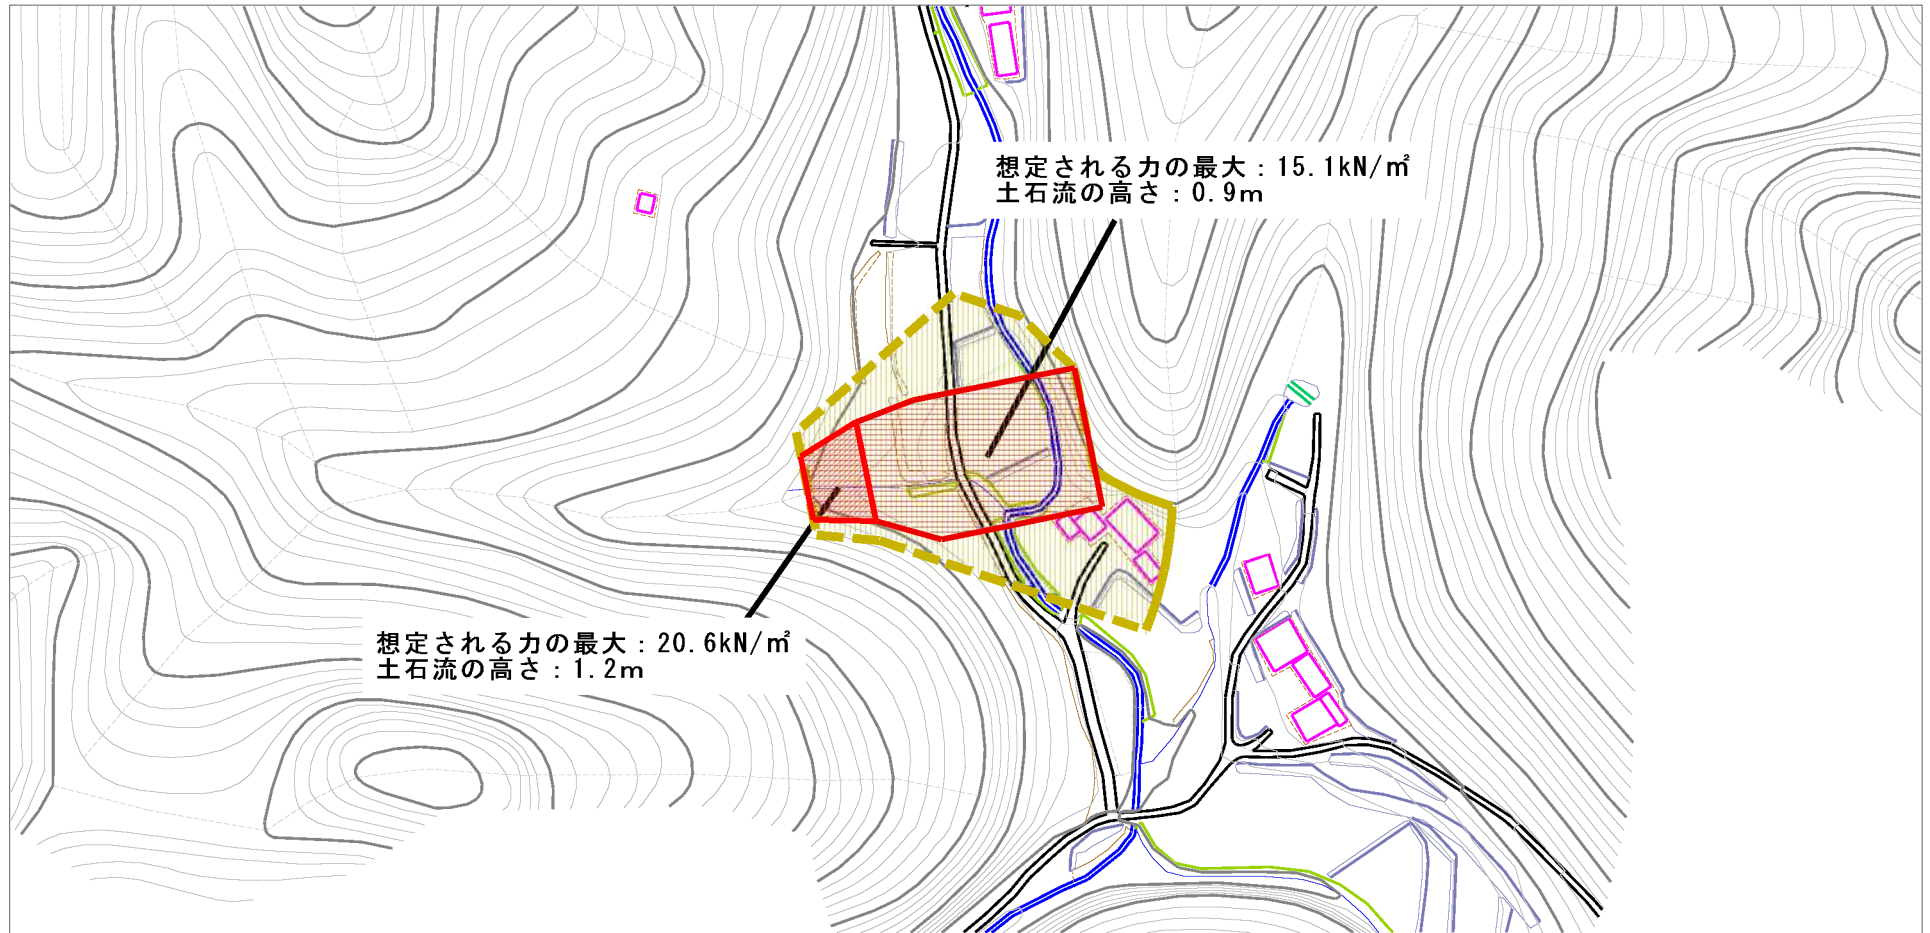 想定される力の最大：15.1kN/㎡
土石流の高さ：0.9m
想定される力の最大：20.6kN/㎡
土石流の高さ：1.2m